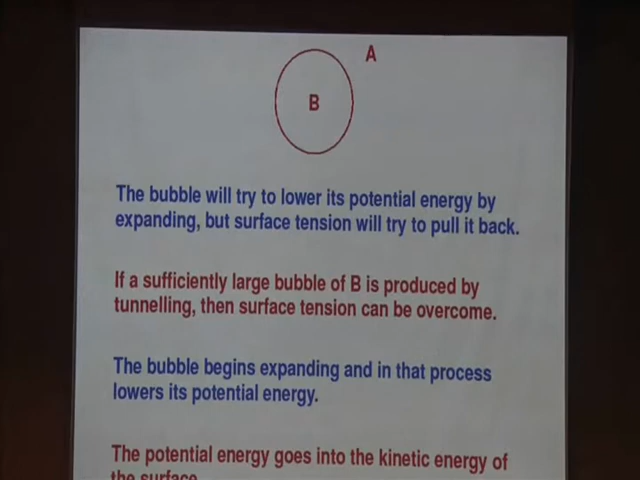 A
B
The bubble will try to lower its potential energy by
expanding, but surface tension will try to pull it back.
If a sufficiently large bubble of B is produced by
tunnelling, then surface tension can be overcome.
The bubble begins expanding and in that process
lowers its potential energy.
The potential energy goes into the kinetic energy of
the surface